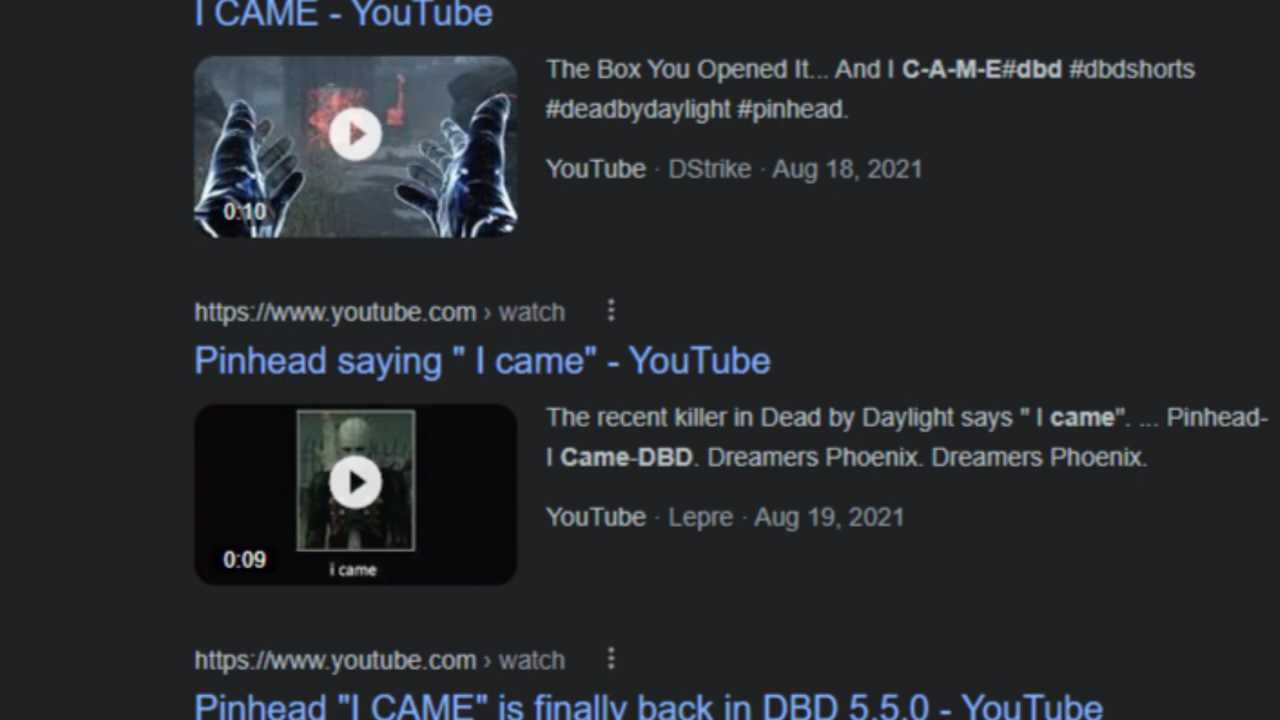 I CAME - YouTube
The Box You Opened It... And I C-A-M-E#dbd #dbdshorts
#deadbydaylight #pinhead.
YouTube · DStrike · Aug 18, 2021
0:10
https://www.youtube.com › watch
Pinhead saying " I came" - YouTube
The recent killer in Dead by Daylight says " I came". ... Pinhead-
I Came-DBD. Dreamers Phoenix. Dreamers Phoenix.
YouTube · Lepre · Aug 19, 2021
0:09
i came
https://www.youtube.com › watch
Pinhead "I CAME" is finally back in DBD 5.5.0 - YouTube